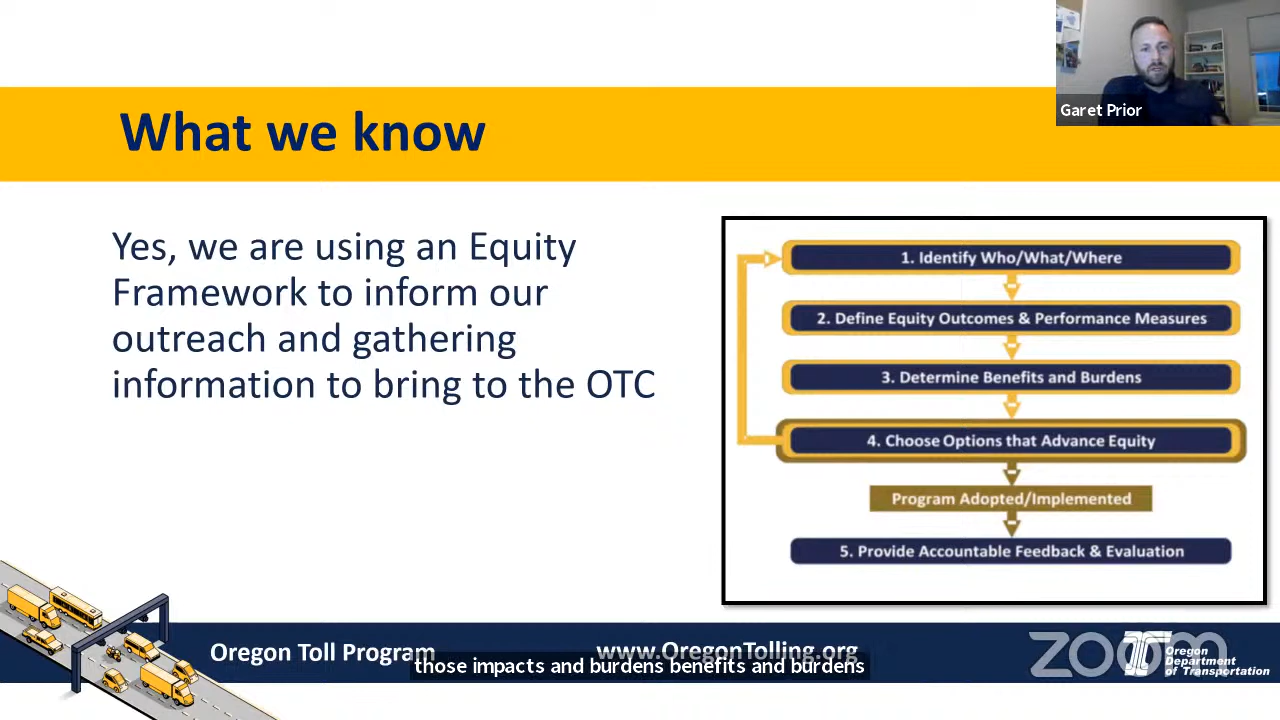 What we know
Garet Prior
Yes, we are using an Equity
Framework to inform our
outreach and gathering
information to bring to the OTC
1. Identify Who/What/Where
2. Define Equity Outcomes & Performance Measures
3. Determine Benefits and Burdens
4. Choose Options that Advance Equity
Program Adopted/Implemented
5. Provide Accountable Feedback & Evaluation
Oregon Toll Program
www.OregonTolling.org
those impacts and burdens benefits and burdens
zoom
Oregon
Department
of Transportation